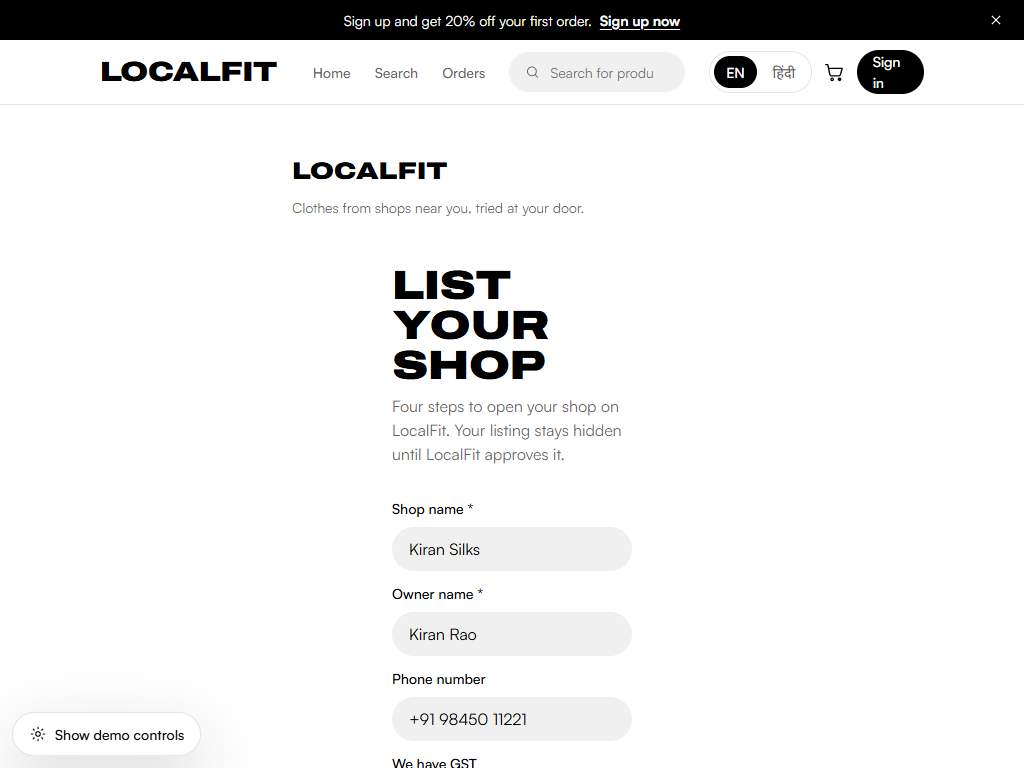 Sign up and get 20% off your first order. Sign up now
LOCALFIT
Home
Search
Orders
Search for produ
EN
हिंदी
Sign
in
LOCALFIT
Clothes from shops near you, tried at your door.
LIST
YOUR
SHOP
Four steps to open your shop on
LocalFit. Your listing stays hidden
until LocalFit approves it.
Shop name *
Kiran Silks
Owner name *
Kiran Rao
Phone number
+91 98450 11221
We have GST
Show demo controls